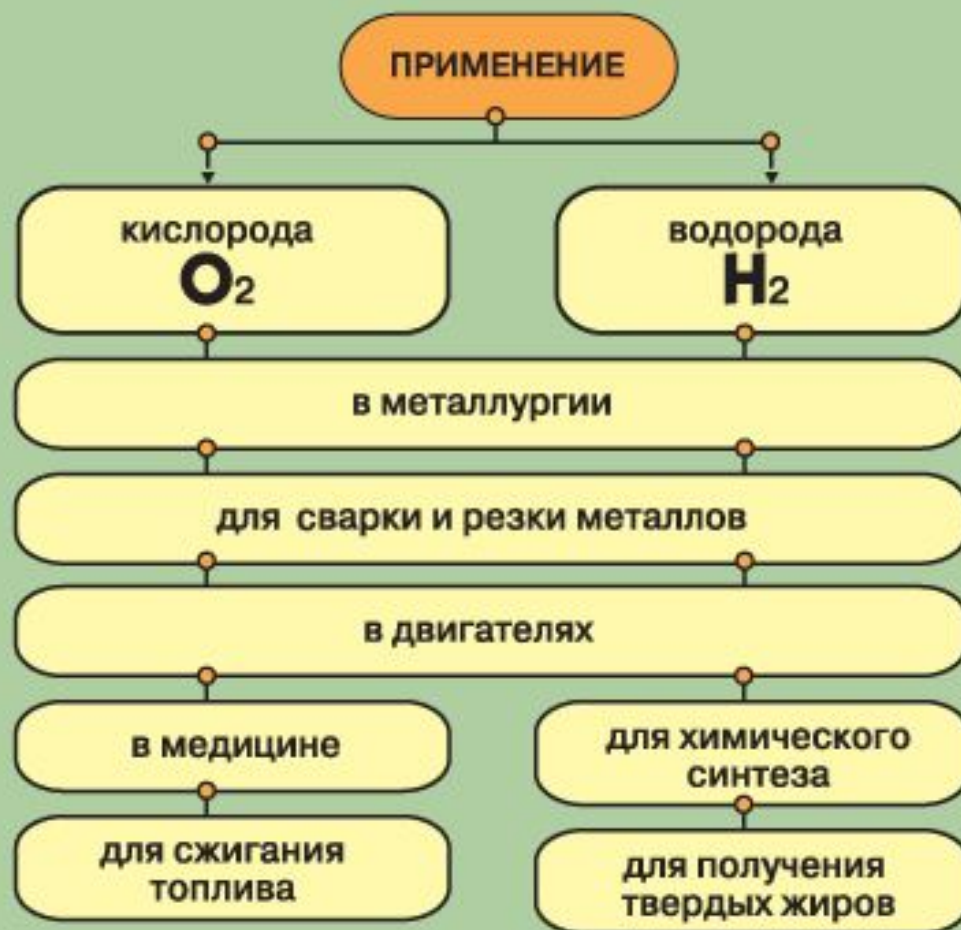 ПРИМЕНЕНИЕ
кислорода
O₂
водорода
H₂
в металлургии
для сварки и резки металлов
в двигателях
в медицине
для сжигания
топлива
для химического
синтеза
для получения
твердых жиров